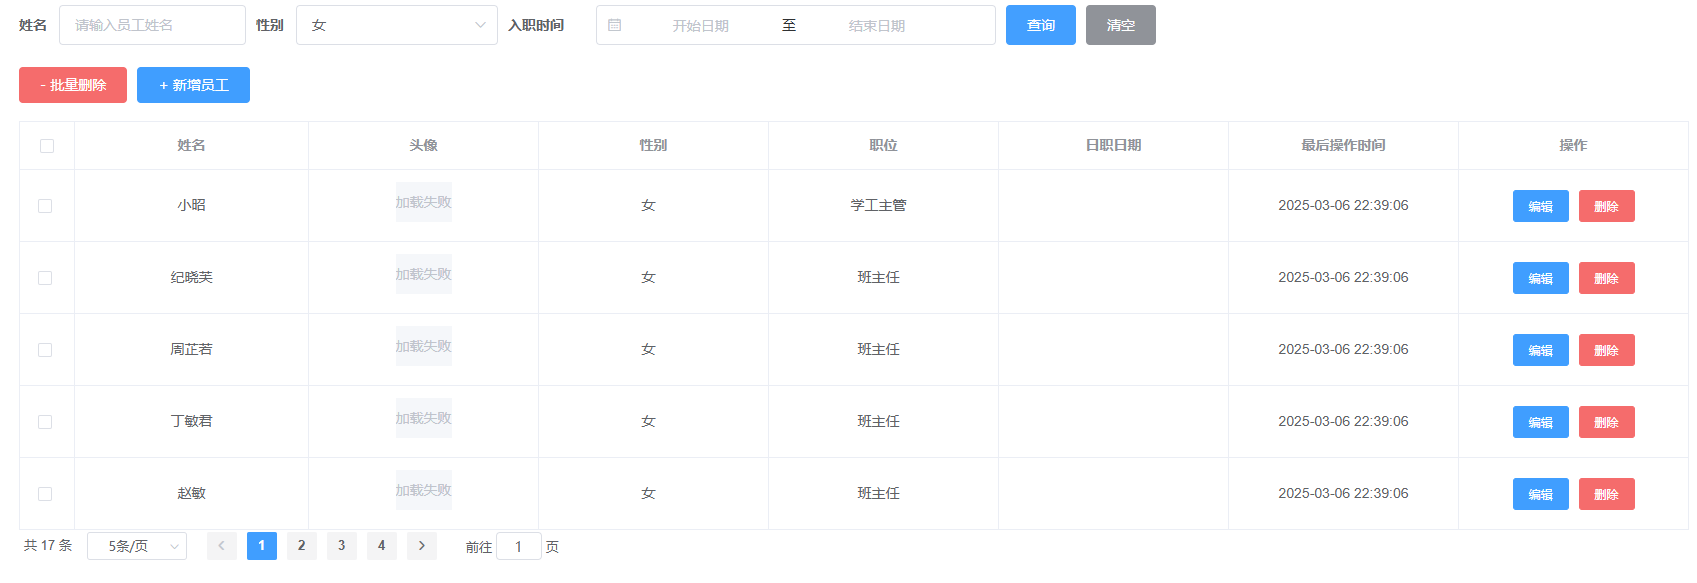 姓名 请输入员工姓名 性别 女 入职时间 开始日期 至 结束日期 查询 清空
- 批量删除 + 新增员工
姓名 头像 性别 职位 日职日期 最后操作时间 操作
小昭 加载失败 女 学工主管 2025-03-06 22:39:06 编辑 删除
纪晓芙 加载失败 女 班主任 2025-03-06 22:39:06 编辑 删除
周芷若 加载失败 女 班主任 2025-03-06 22:39:06 编辑 删除
丁敏君 加载失败 女 班主任 2025-03-06 22:39:06 编辑 删除
赵敏 加载失败 女 班主任 2025-03-06 22:39:06 编辑 删除
共 17 条 5条/页 < 1 2 3 4 > 前往 1 页